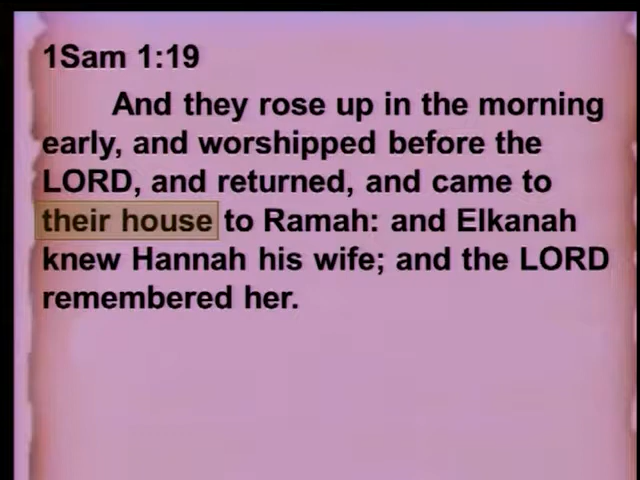 1Sam 1:19
And they rose up in the morning
early, and worshipped before the
LORD, and returned, and came to
their house to Ramah: and Elkanah
knew Hannah his wife; and the LORD
remembered her.